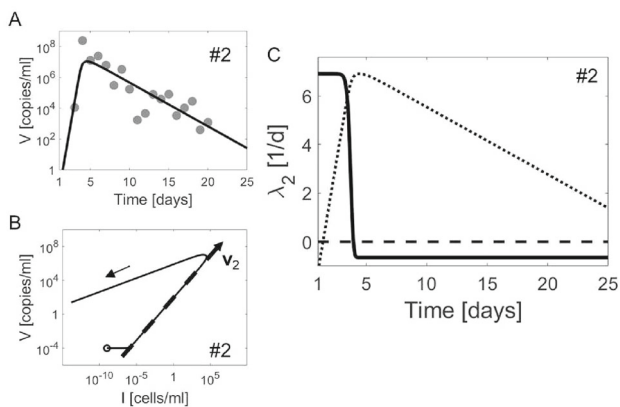 A
#2
V [copies/ml]
10^8
10^6
10^4
10^2
1
1 5 10 15 20 25
Time [days]
B
V [copies/ml]
10^8
10^4
1
10^-4
v_2
#2
10^-10 10^-5 1 10^5
I [cells/ml]
C
#2
λ_2 [1/d]
6
4
2
0
1 5 10 15 20 25
Time [days]